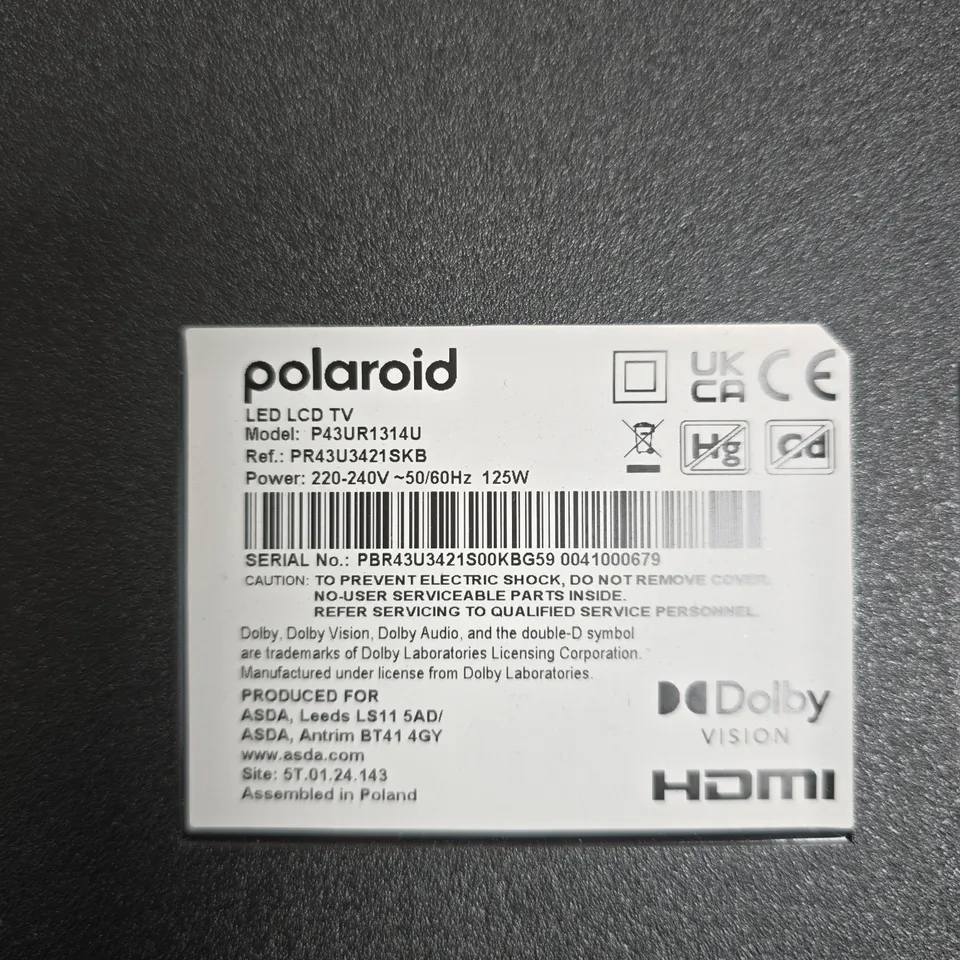 polaroid
UK
CA
CE
LED LCD TV
Model: P43UR1314U
Ref.: PR43U3421SKB
Hg
Cd
Power: 220-240V ~50/60Hz 125W
SERIAL No.: PBR43U3421S00KBG59 0041000679
CAUTION: TO PREVENT ELECTRIC SHOCK, DO NOT REMOVE COVER.
NO-USER SERVICEABLE PARTS INSIDE.
REFER SERVICING TO QUALIFIED SERVICE PERSONNEL.
Dolby, Dolby Vision, Dolby Audio, and the double-D symbol
are trademarks of Dolby Laboratories Licensing Corporation.
Manufactured under license from Dolby Laboratories.
PRODUCED FOR
ASDA, Leeds LS11 5AD/
ASDA, Antrim BT41 4GY
www.asda.com
Site: 5T.01.24.143
Assembled in Poland
Dolby
VISION
HDMI